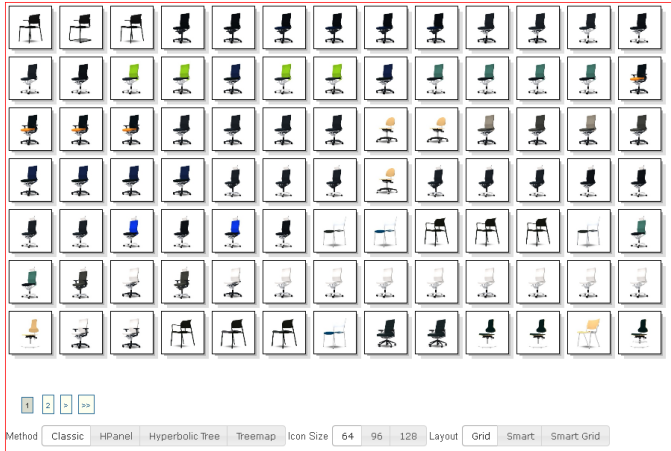 1 2 > >>
Method Classic HPanel Hyperbolic Tree Treemap Icon Size 64 96 128 Layout Grid Smart Smart Grid